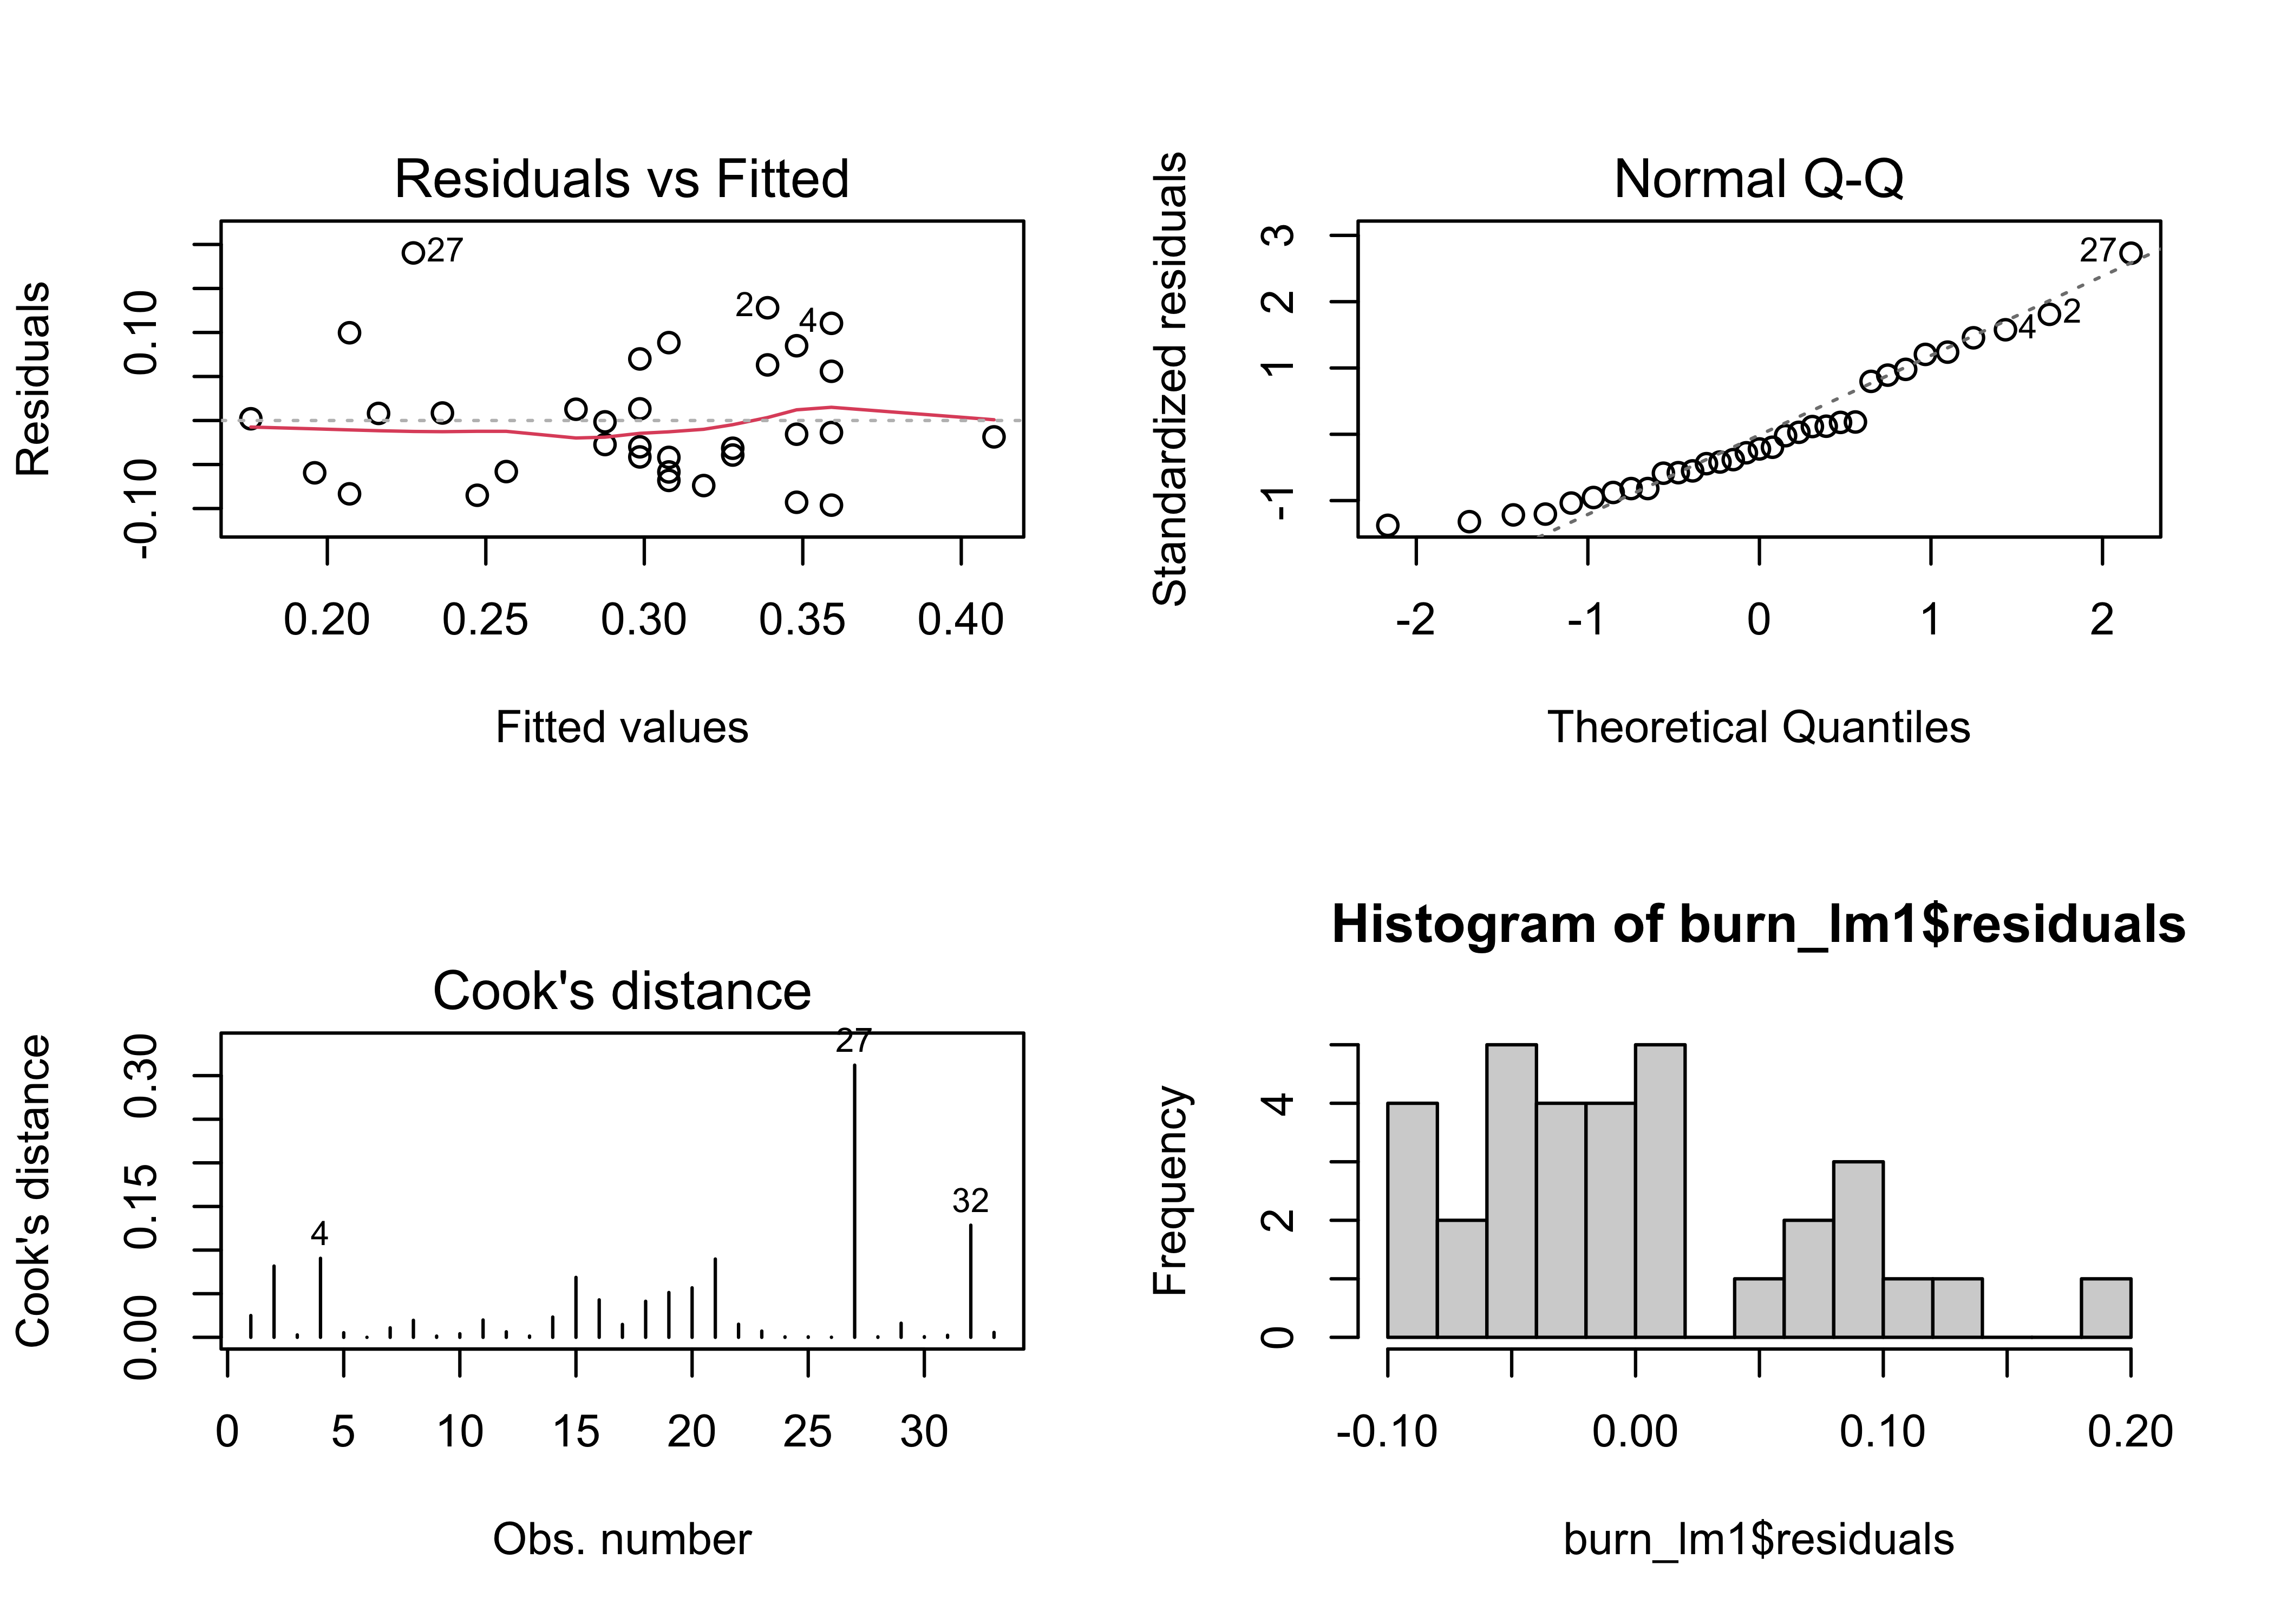 Residuals vs Fitted
Residuals
0.10
-0.10
27
2
4
0.20 0.25 0.30 0.35 0.40
Fitted values
Normal Q-Q
Standardized residuals
3
2
1
-1
27
4
2
-2 -1 0 1 2
Theoretical Quantiles
Cook's distance
Cook's distance
0.30
0.15
0.00
27
32
4
0 5 10 15 20 25 30
Obs. number
Histogram of burn_lm1$residuals
Frequency
4
2
0
-0.10 0.00 0.10 0.20
burn_lm1$residuals